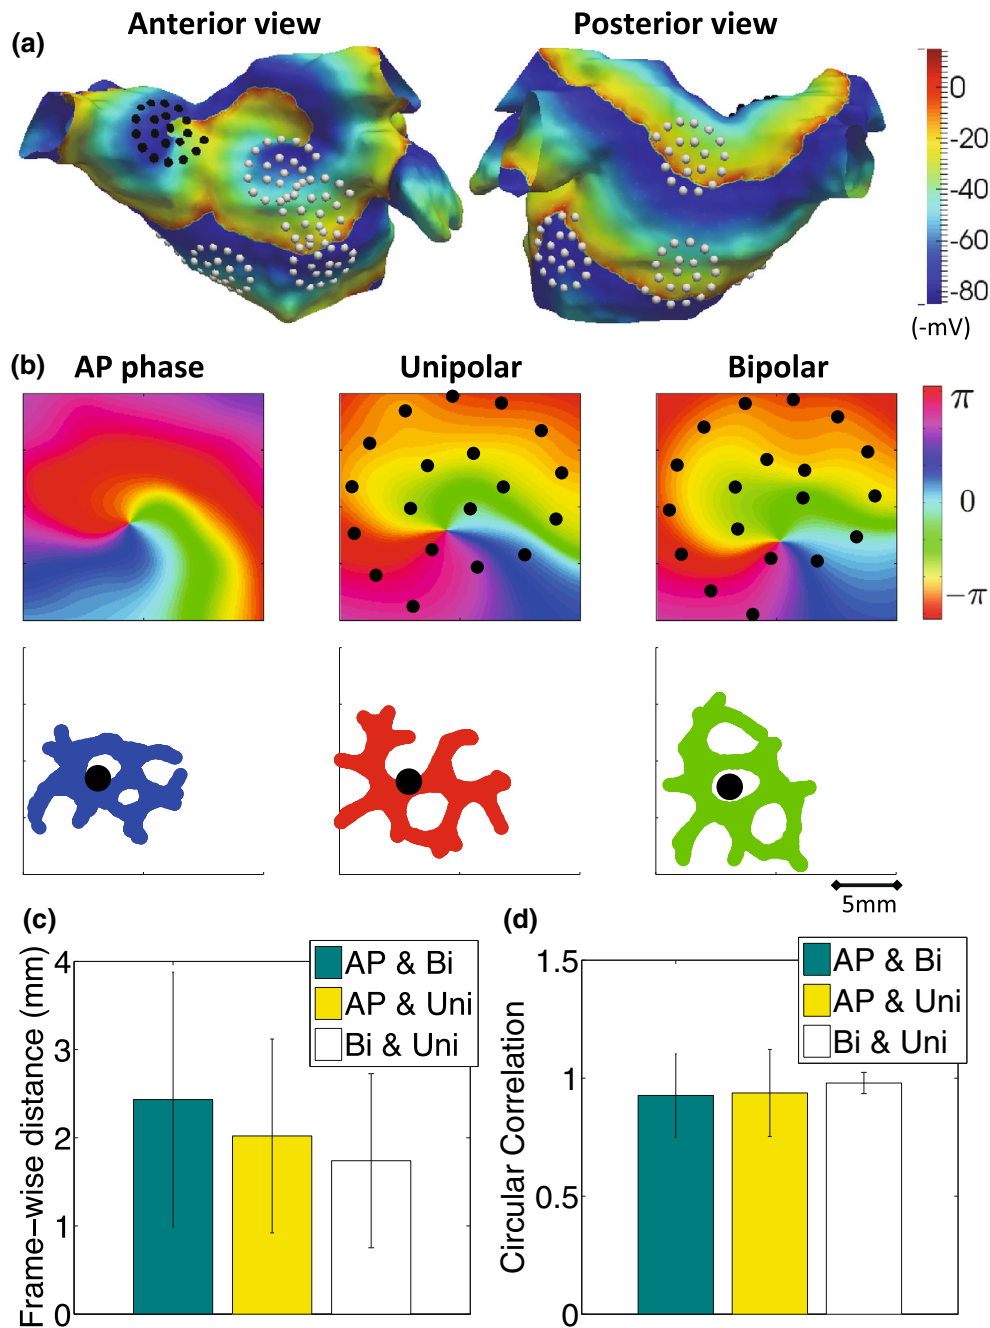 Anterior view
Posterior view
(a)
0
-20
-40
-60
-80
(-mV)
(b)
AP phase
Unipolar
Bipolar
π
0
−π
5mm
(c)
Frame−wise distance (mm)
4
3
2
1
0
AP & Bi
AP & Uni
Bi & Uni
(d)
Circular Correlation
1.5
1
0.5
0
AP & Bi
AP & Uni
Bi & Uni